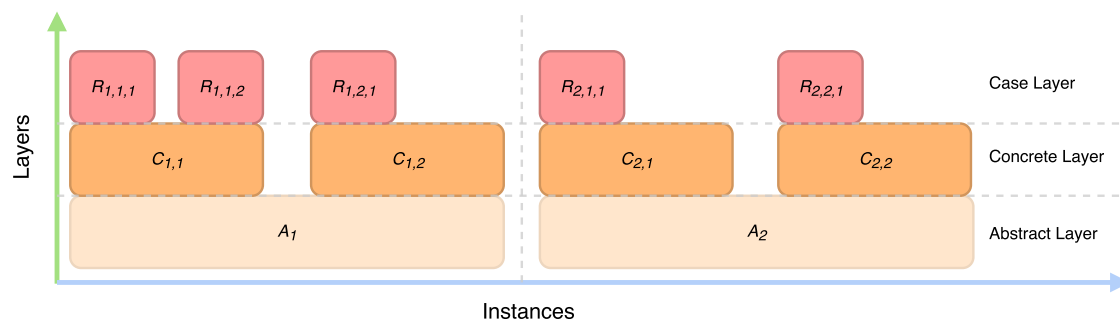 Layers
R1,1,1
R1,1,2
R1,2,1
R2,1,1
R2,2,1
Case Layer
C1,1
C1,2
C2,1
C2,2
Concrete Layer
A1
A2
Abstract Layer
Instances